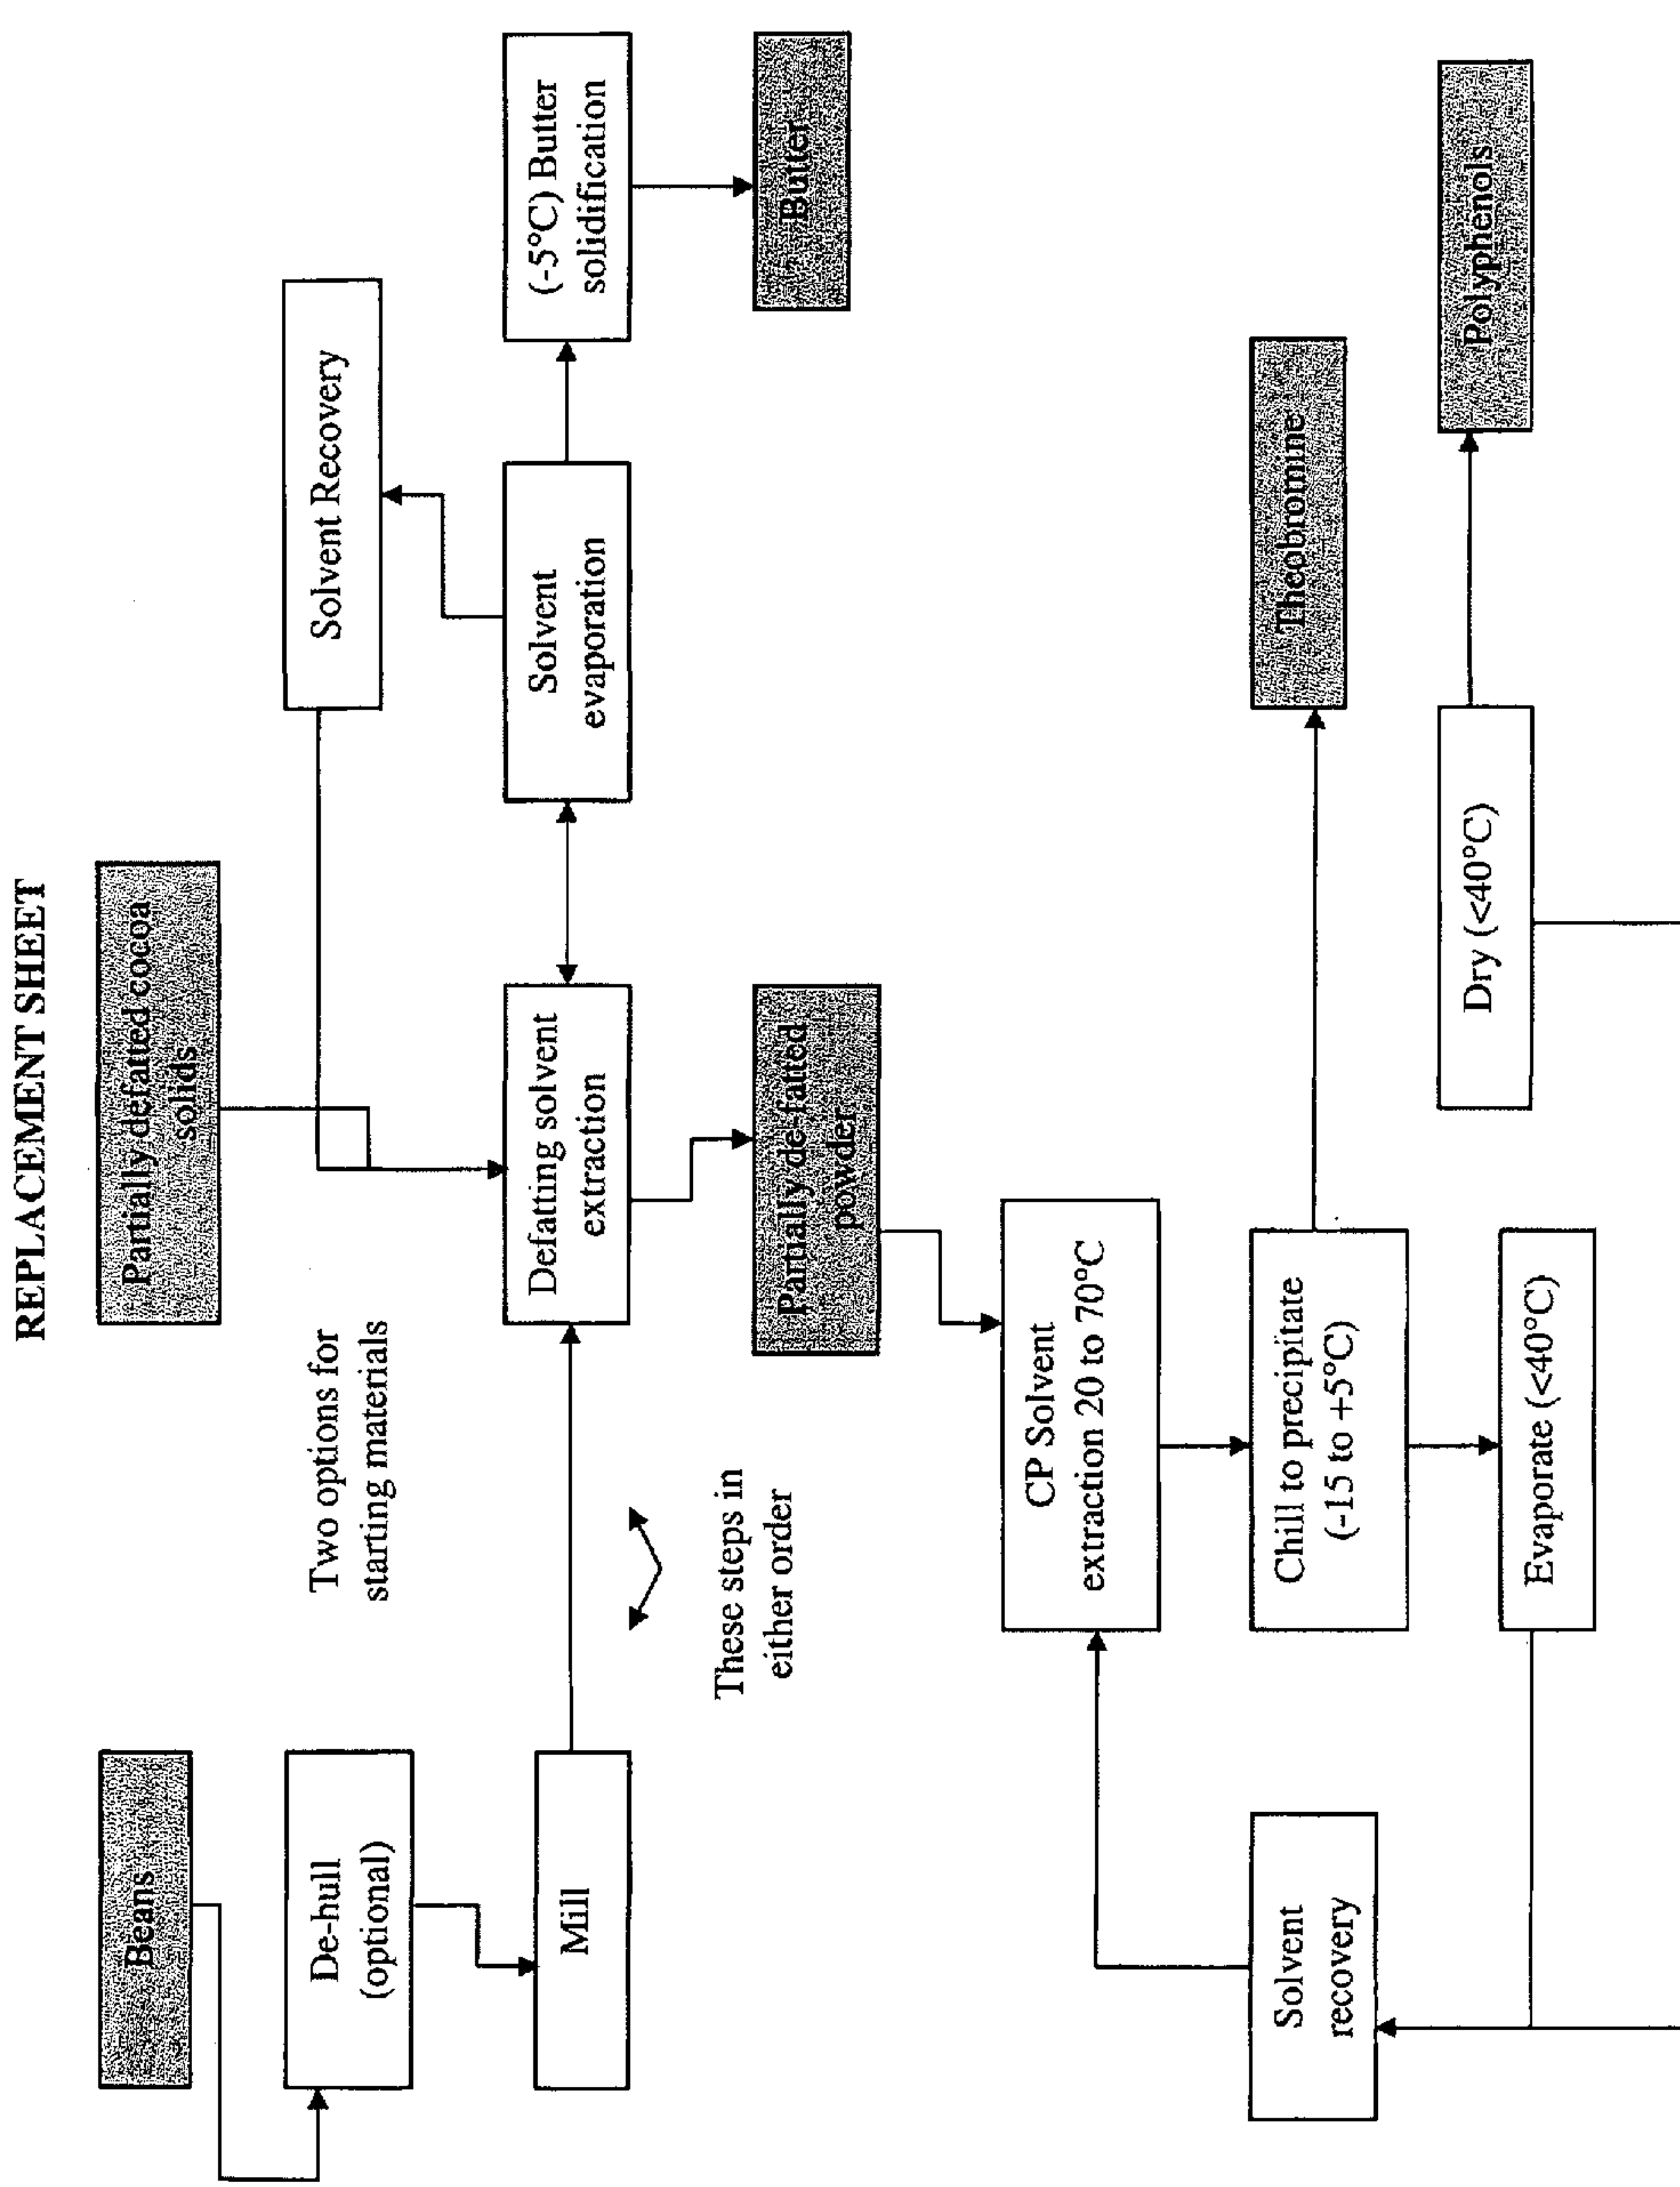 REPLACEMENT SHEET
Beans
Partially defatted cocoa
solids
De-hull
(optional)
Two options for
starting materials
Solvent Recovery
Mill
Defatting solvent
extraction
Solvent
evaporation
(-5°C) Butter
solidification
These steps in
either order
Partially de-fatted
powder
Butter
CP Solvent
extraction 20 to 70°C
Solvent
recovery
Chill to precipitate
(-15 to +5°C)
Theobromine
Evaporate (<40°C)
Dry (<40°C)
Polyphenols